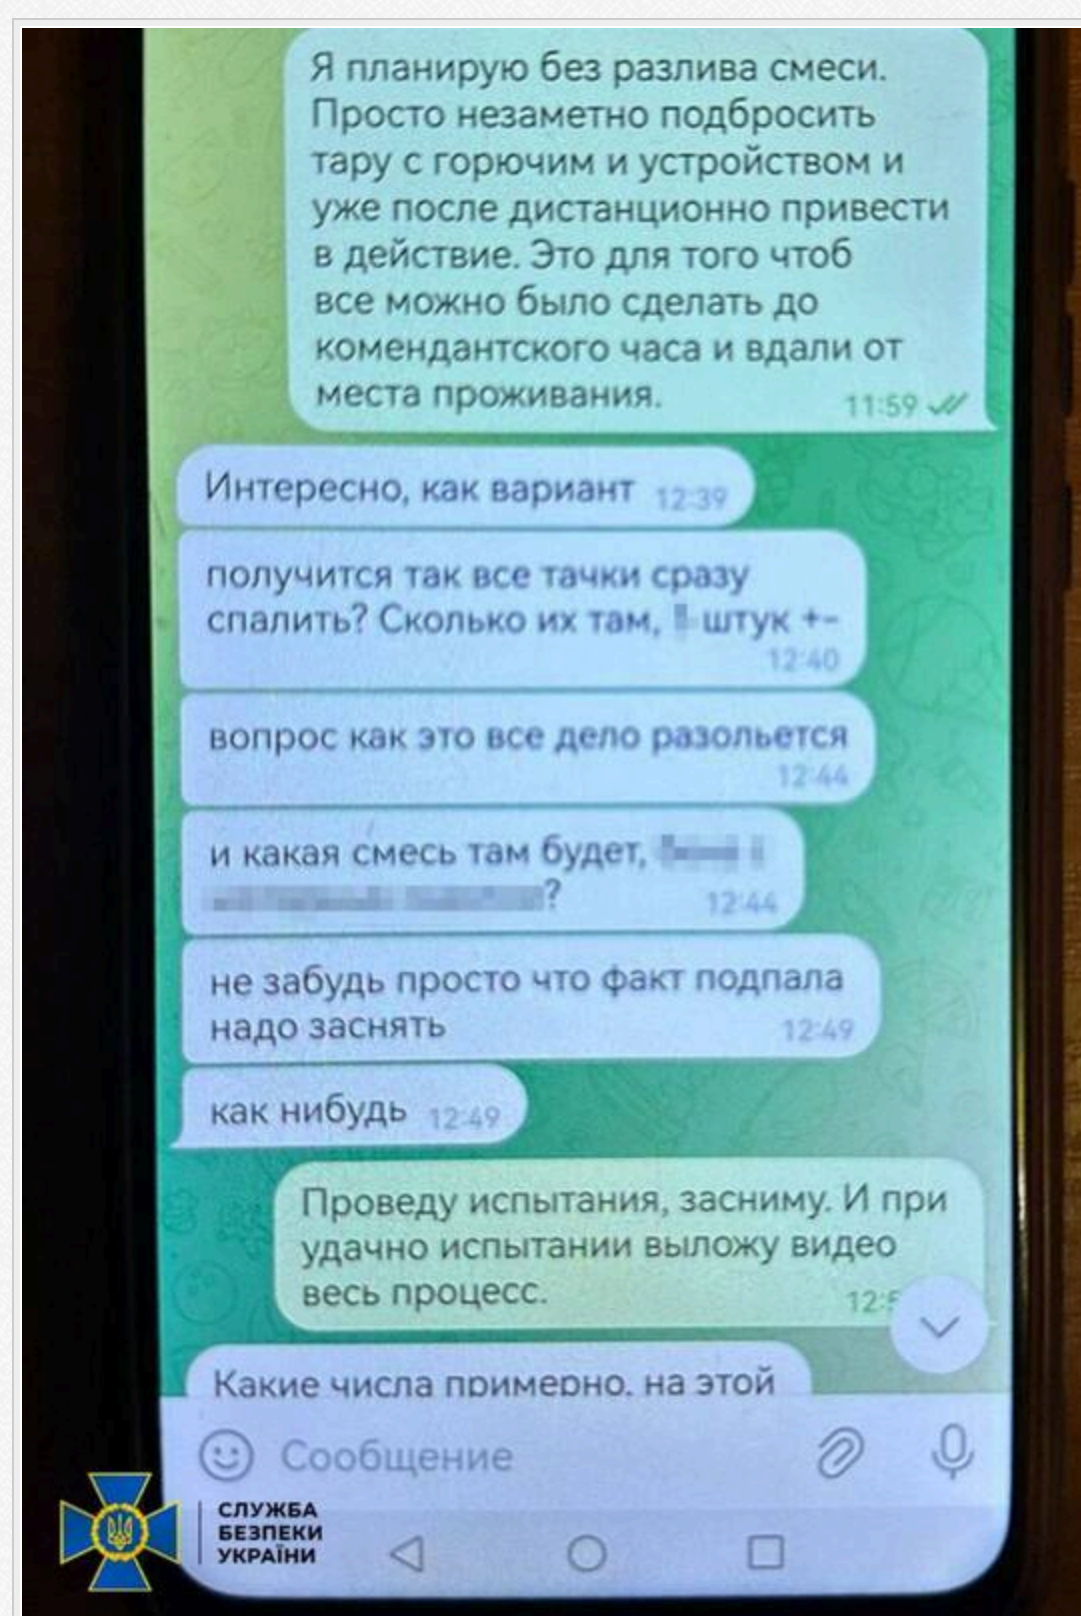 Я планирую без разлива смеси.
Просто незаметно подбросить
тару с горючим и устройством и
уже после дистанционно привести
в действие. Это для того чтоб
все можно было сделать до
комендантского часа и вдали от
места проживания.
11:59
Интересно, как вариант 12:39
получится так все тачки сразу
спалить? Сколько их там, штук +-
12:40
вопрос как это все дело разольется
12:44
и какая смесь там будет,
? 12:44
не забудь просто что факт подпала
надо заснять 12:49
как нибудь 12:49
Проведу испытания, засниму. И при
удачно испытании выложу видео
весь процесс.
Какие числа примерно, на этой
Сообщение
СЛУЖБА
БЕЗПЕКИ
УКРАЇНИ